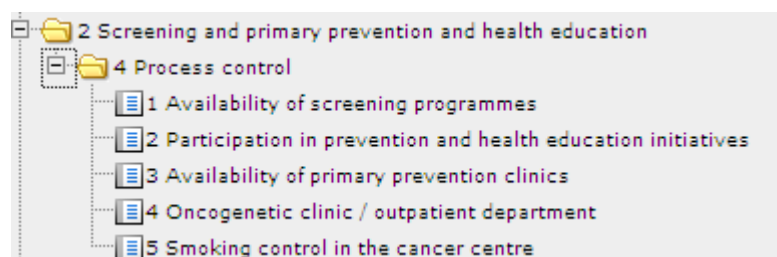 2 Screening and primary prevention and health education
4 Process control
1 Availability of screening programmes
2 Participation in prevention and health education initiatives
3 Availability of primary prevention clinics
4 Oncogenetic clinic / outpatient department
5 Smoking control in the cancer centre